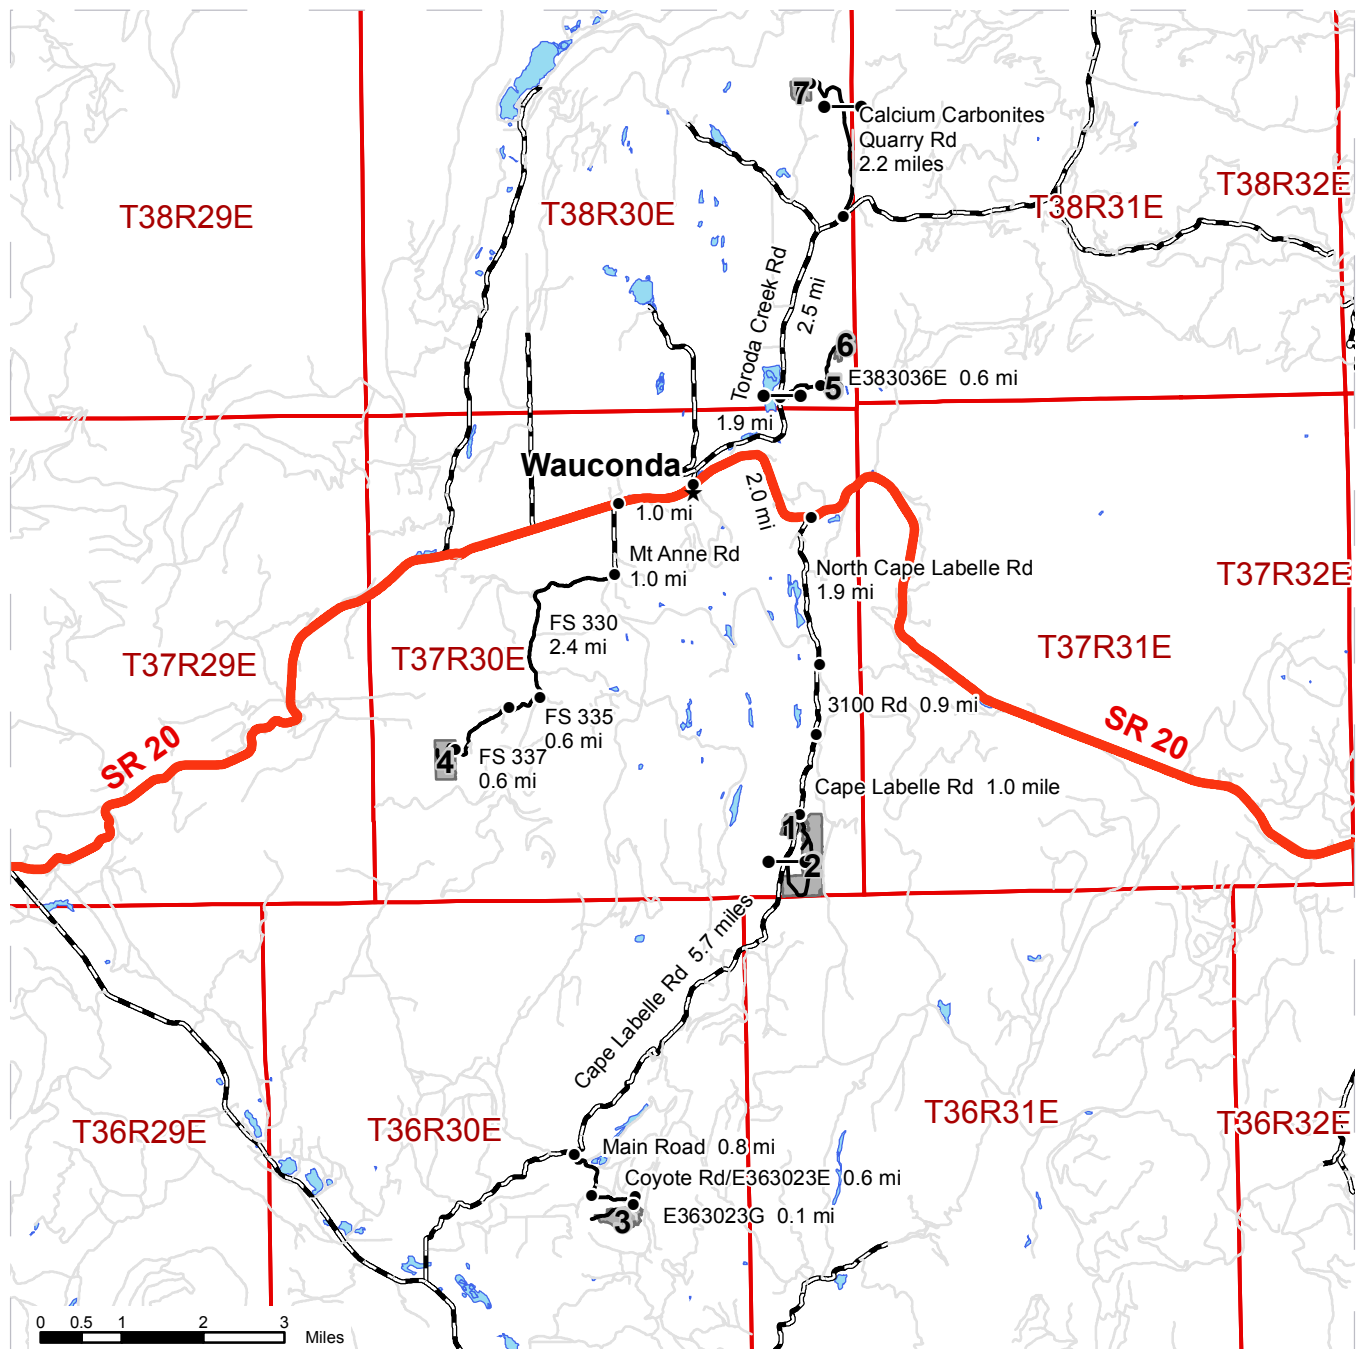 7
Calcium Carbonites
Quarry Rd
2.2 miles
T38R29E
T38R30E
T38R31E
T38R32E
Toroda Creek Rd
2.5 mi
6
5
E383036E 0.6 mi
1.9 mi
Wauconda
1.0 mi
2.0 mi
Mt Anne Rd
1.0 mi
North Cape Labelle Rd
1.9 mi
T37R32E
FS 330
2.4 mi
T37R29E
T37R30E
T37R31E
3100 Rd 0.9 mi
FS 335
0.6 mi
SR 20
SR 20
4
FS 337
0.6 mi
Cape Labelle Rd 1.0 mile
1
2
Cape Labelle Rd 5.7 miles
T36R29E
T36R30E
T36R31E
T36R32E
Main Road 0.8 mi
Coyote Rd/E363023E 0.6 mi
E363023G 0.1 mi
3
0 0.5 1 2 3
Miles